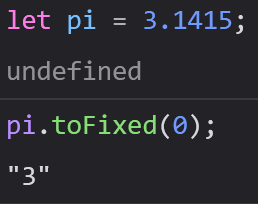 let pi = 3.1415;
undefined
pi.toFixed(0);
"3"